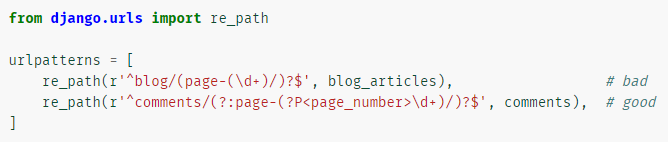 from django.urls import re_path
urlpatterns = [
    re_path(r'^blog/(page-(\d+)/)?$', blog_articles),                  # bad
    re_path(r'^comments/(?:page-(?P<page_number>\d+)/)?$', comments),  # good
]